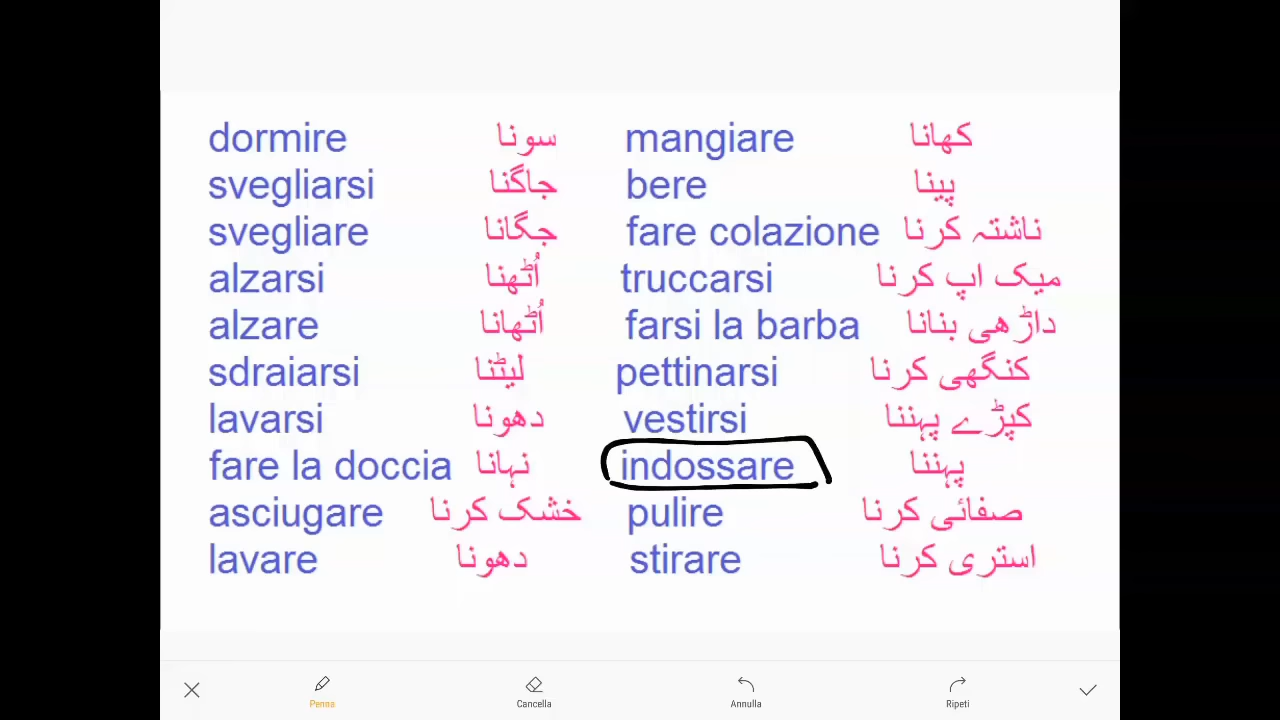 dormire سونا mangiare کھانا
svegliarsi جاگنا bere پینا
svegliare جگانا fare colazione ناشتہ کرنا
alzarsi اُٹھنا truccarsi میک اپ کرنا
alzare اُٹھانا farsi la barba داڑھی بنانا
sdraiarsi لیٹنا pettinarsi کنگھی کرنا
lavarsi دھونا vestirsi کپڑے پہننا
fare la doccia نہانا indossare پہننا
asciugare خشک کرنا pulire صفائی کرنا
lavare دھونا stirare استری کرنا
Penna Cancella Annulla Ripeti